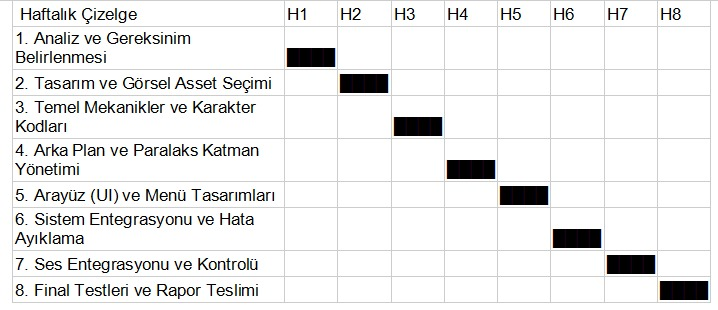 Haftalık Çizelge H1 H2 H3 H4 H5 H6 H7 H8
1. Analiz ve Gereksinim
Belirlenmesi ████
2. Tasarım ve Görsel Asset Seçimi ████
3. Temel Mekanikler ve Karakter
Kodları ████
4. Arka Plan ve Paralaks Katman
Yönetimi ████
5. Arayüz (UI) ve Menü Tasarımları ████
6. Sistem Entegrasyonu ve Hata
Ayıklama ████
7. Ses Entegrasyonu ve Kontrolü ████
8. Final Testleri ve Rapor Teslimi ████